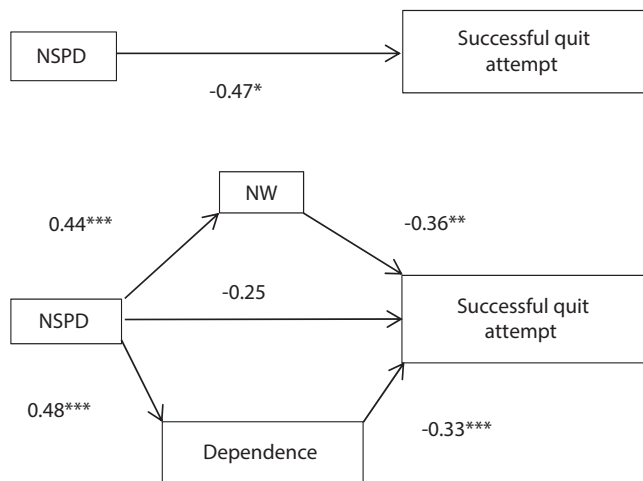 Successful quit
attempt
NSPD
-0.47*
NW
0.44***
-0.36**
-0.25
NSPD
Successful quit
attempt
0.48***
-0.33***
Dependence